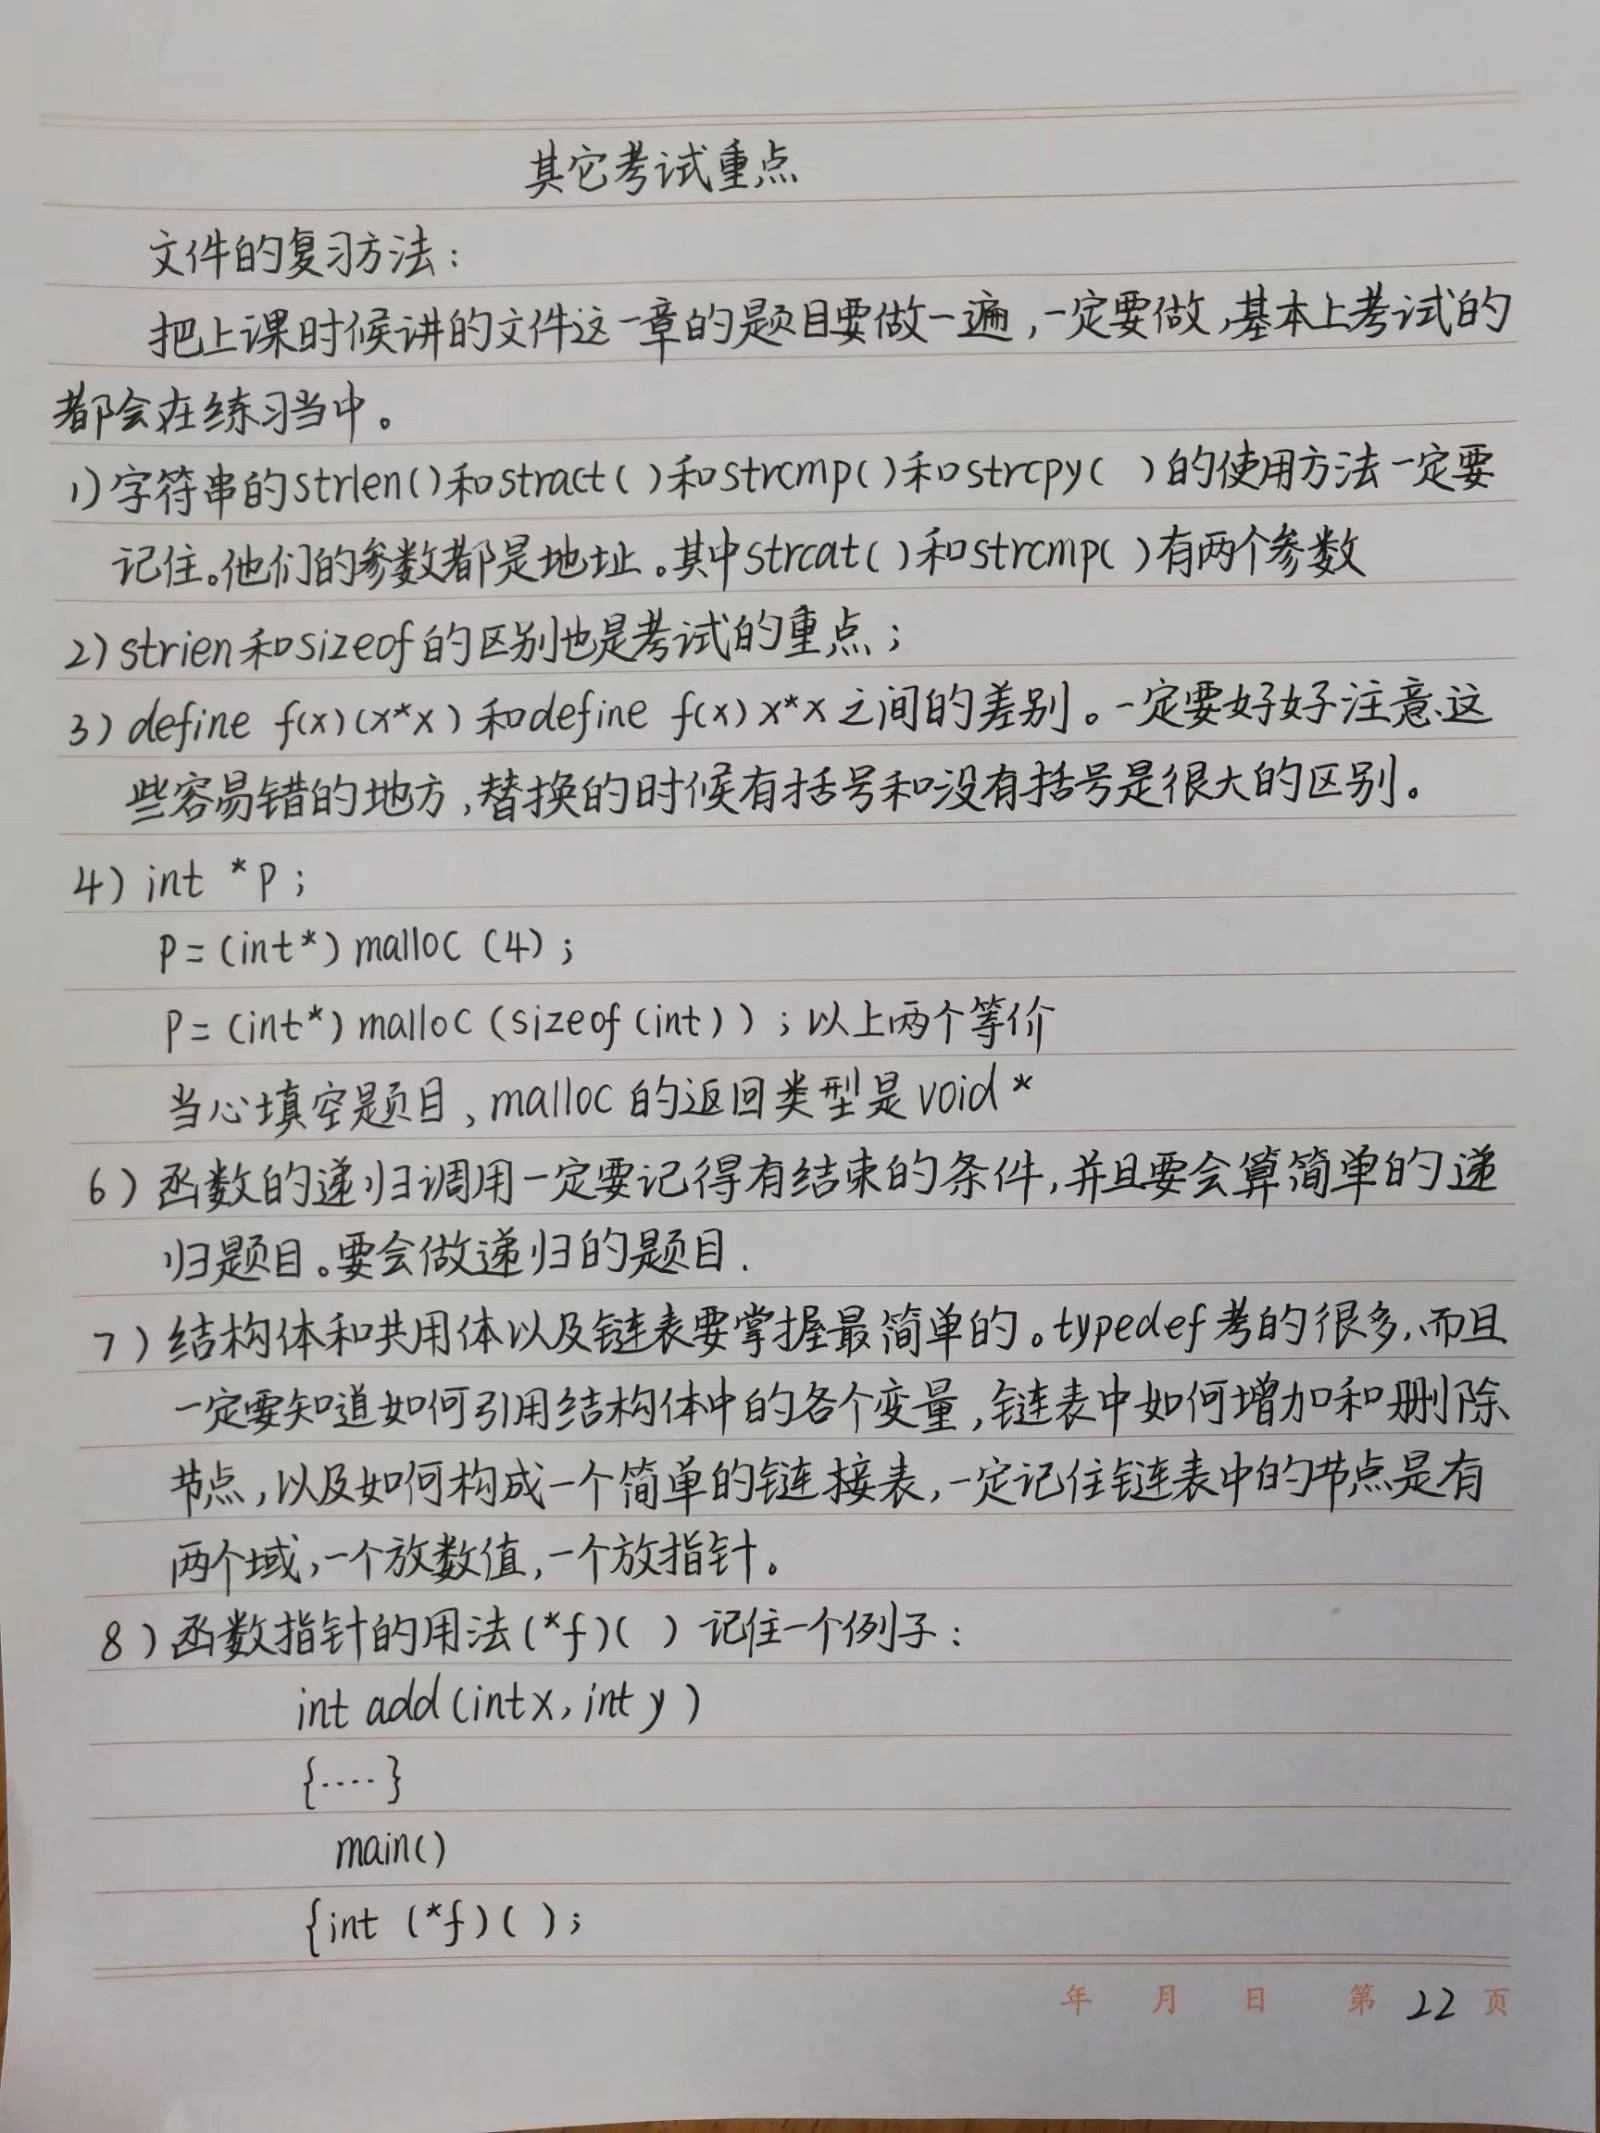 其它考试重点
文件的复习方法：
把上课时候讲的文件这一章的题目要做一遍，一定要做，基本上考试的
都会在练习当中。
1)字符串的strlen()和stract( )和strcmp()和strcpy( )的使用方法一定要
记住。他们的参数都是地址。其中strcat( )和strcmp( )有两个参数
2)strien和sizeof的区别也是考试的重点；
3) define f(x)(x*x)和define f(x) x*x之间的差别。一定要好好注意这
些容易错的地方，替换的时候有括号和没有括号是很大的区别。
4) int *p;
p=(int*) malloc (4);
p=(int*) malloc (sizeof (int));以上两个等价
当心填空题目，malloc的返回类型是void *
6)函数的递归调用一定要记得有结束的条件，并且要会算简单的递
归题目。要会做递归的题目.
7)结构体和共用体以及链表要掌握最简单的。typedef考的很多，而且
一定要知道如何引用结构体中的各个变量，链表中如何增加和删除
节点，以及如何构成一个简单的链接表，一定记住链表中的节点是有
两个域，一个放数值，一个放指针。
8)函数指针的用法(*f)( ) 记住一个例子：
int add (int x, int y )
{····}
main()
{int (*f)( );
年 月 日 第 22 页